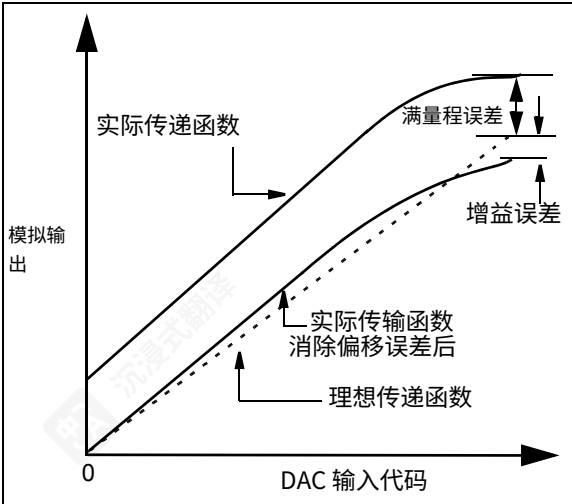 满量程误差
实际传递函数
增益误差
模拟输
出
实际传输函数
消除偏移误差后
理想传递函数
沉浸式翻译
0
DAC 输入代码